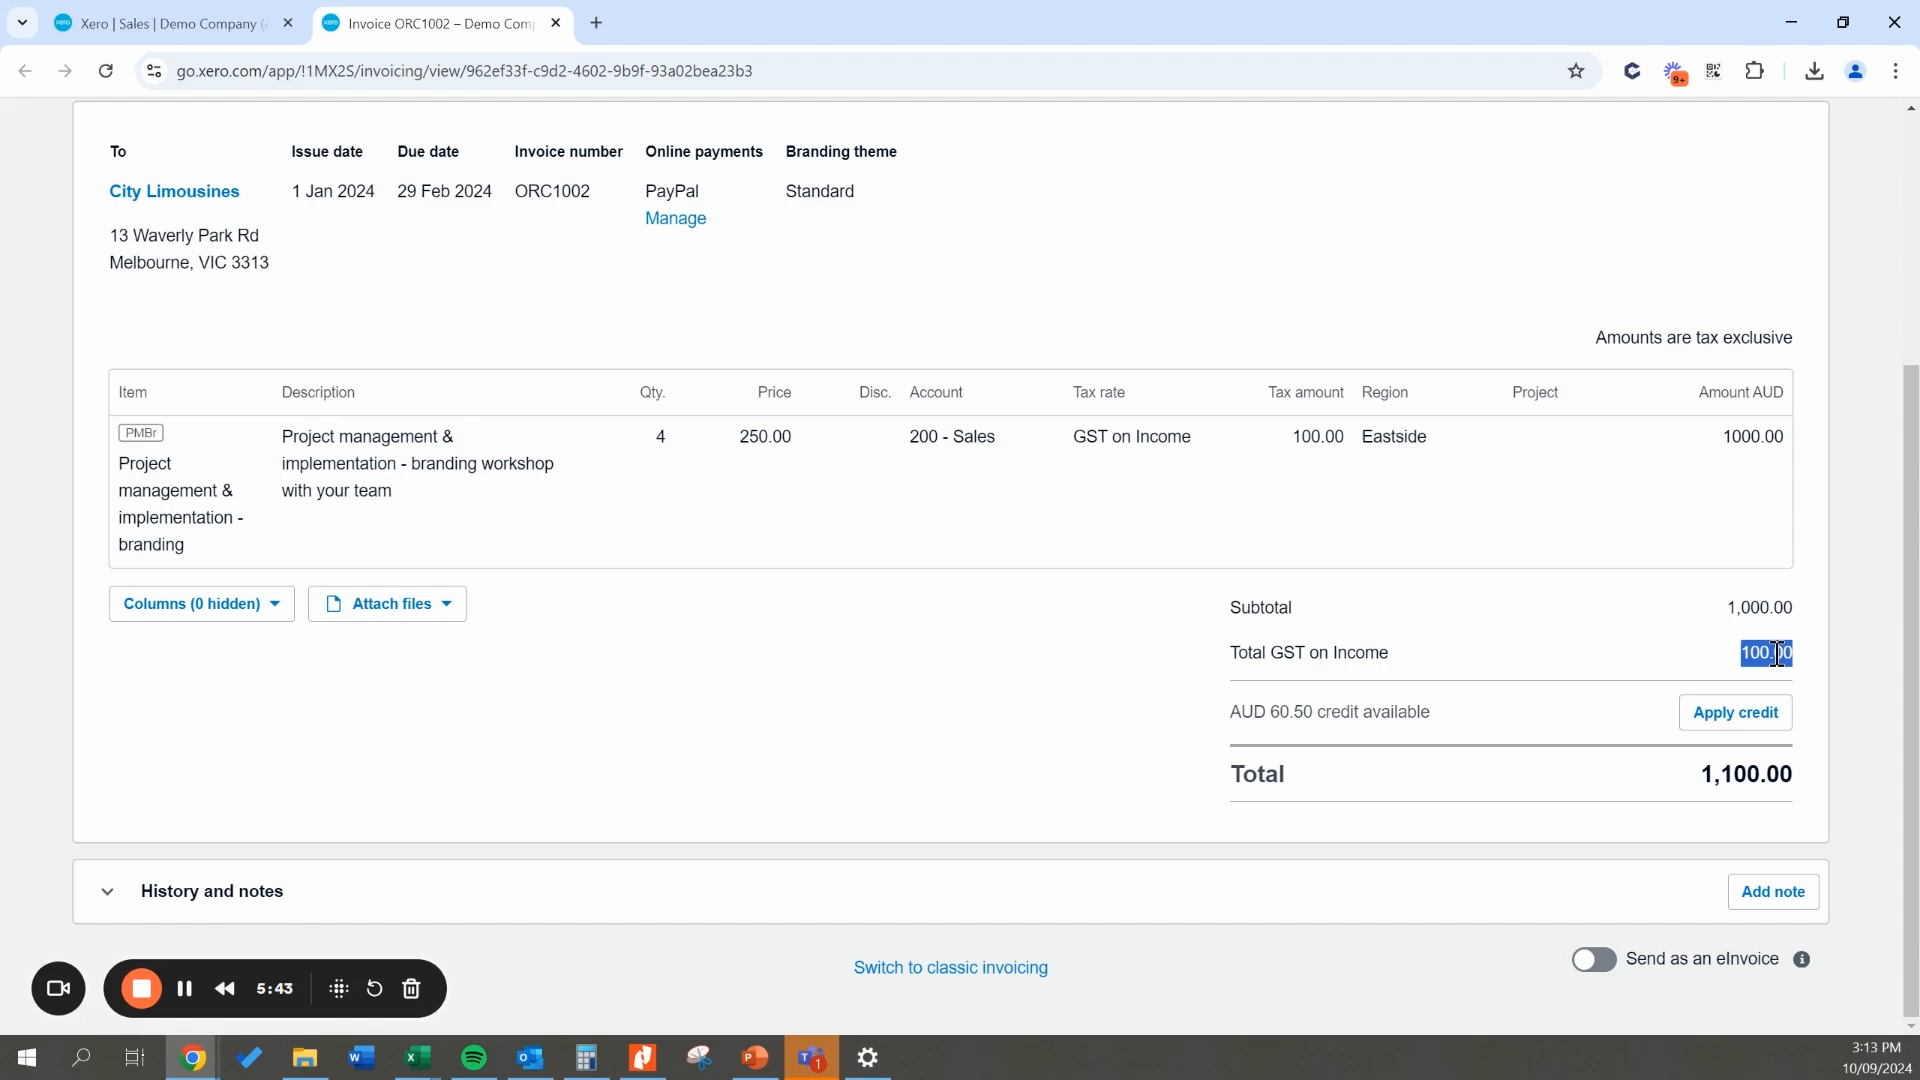 Xero | Sales | Demo Company (
Invoice ORC1002 – Demo Comp
go.xero.com/app/!1MX2S/invoicing/view/962ef33f-c9d2-4602-9b9f-93a02bea23b3
9+
To
Issue date
Due date
Invoice number
Online payments
Branding theme
City Limousines
1 Jan 2024
29 Feb 2024
ORC1002
PayPal
Standard
Manage
13 Waverly Park Rd
Melbourne, VIC 3313
Amounts are tax exclusive
Item
Description
Qty.
Price
Disc.
Account
Tax rate
Tax amount
Region
Project
Amount AUD
PMBr
Project
management &
implementation -
branding
Project management &
implementation - branding workshop
with your team
4
250.00
200 - Sales
GST on Income
100.00
Eastside
1000.00
Columns (0 hidden)
Attach files
Subtotal
1,000.00
Total GST on Income
100.00
AUD 60.50 credit available
Apply credit
Total
1,100.00
History and notes
Add note
Switch to classic invoicing
Send as an eInvoice
5:43
3:13 PM
10/09/2024